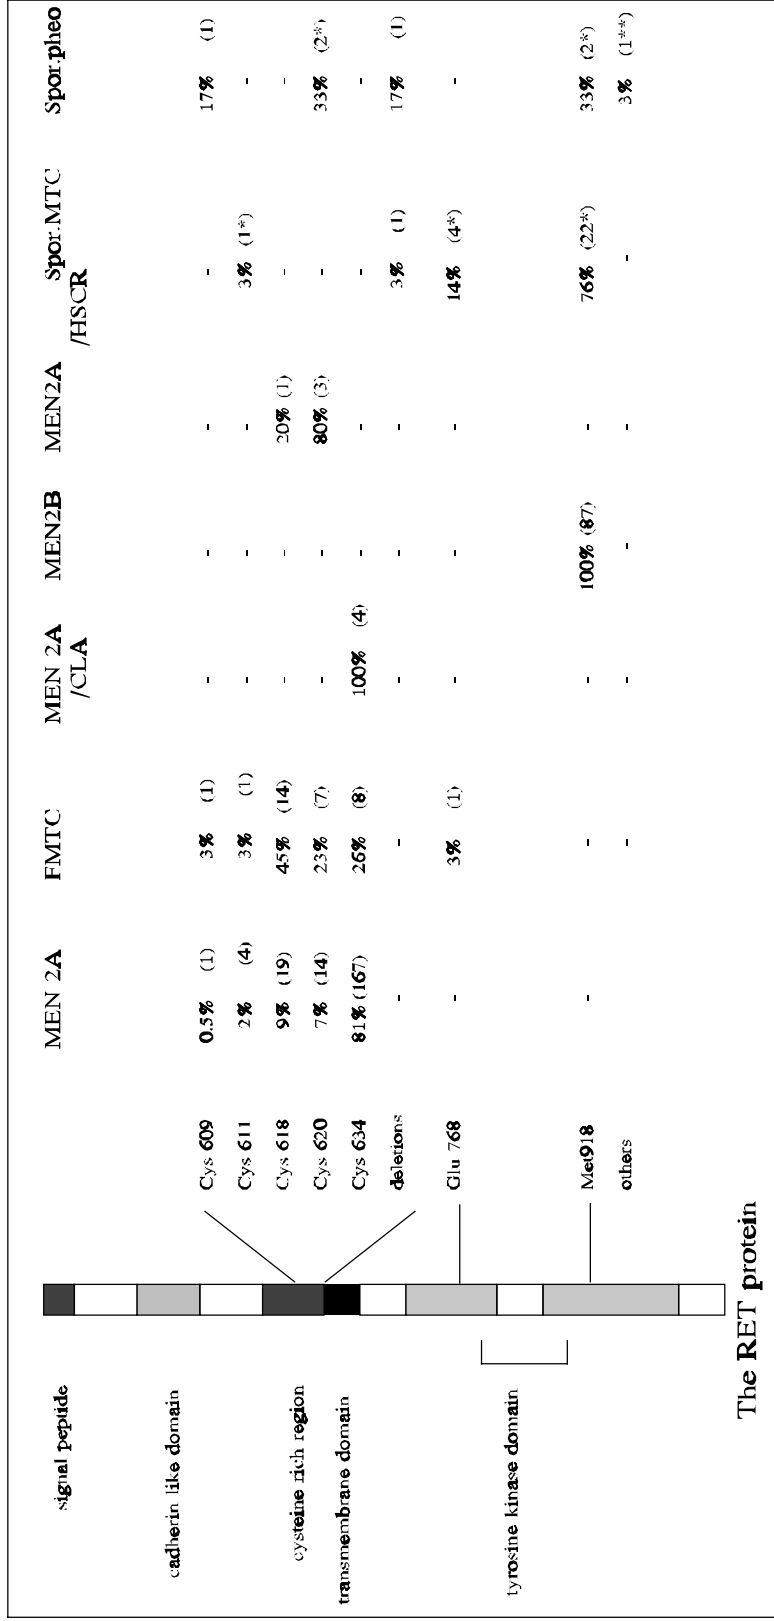 MEN 2A FMTC MEN 2A MEN2B MEN2A Spor.MTC Spor.pheo
/CLA /HSCR
signal peptide
cadherin like domain
cysteine rich region
transmembrane domain
tyrosine kinase domain
Cys 609 0.5% (1) 3% (1) - - - - 17% (1)
Cys 611 2% (4) 3% (1) - - - 3% (1*) -
Cys 618 9% (19) 45% (14) - - 20% (1) - -
Cys 620 7% (14) 23% (7) - - 80% (3) - 33% (2*)
Cys 634 81% (167) 26% (8) 100% (4) - - - -
deletions - - - - - 3% (1) 17% (1)
Glu 768 - 3% (1) - - - 14% (4*) -
Met918 - - - 100% (87) - 76% (22*) 33% (2*)
others - - - - - 3% (1**)
The RET protein